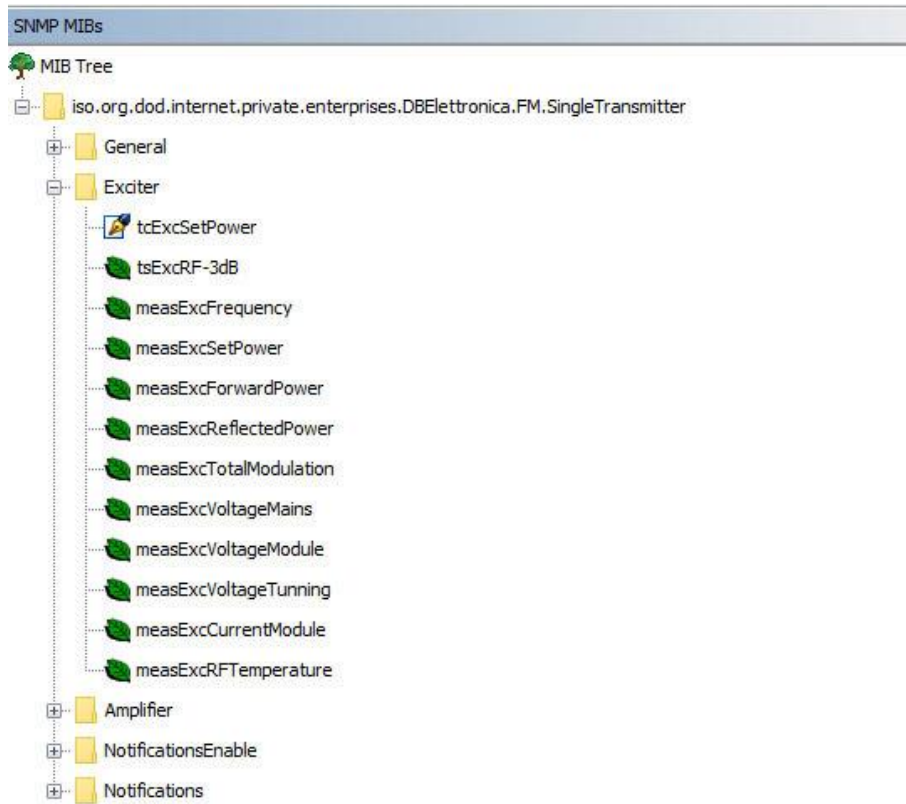 SNMP MIBs
MIB Tree
iso.org.dod.internet.private.enterprises.DBElettronica.FM.SingleTransmitter
General
Exciter
tcExcSetPower
tsExcRF-3dB
measExcFrequency
measExcSetPower
measExcForwardPower
measExcReflectedPower
measExcTotalModulation
measExcVoltageMains
measExcVoltageModule
measExcVoltageTunning
measExcCurrentModule
measExcRFTemperature
Amplifier
NotificationsEnable
Notifications